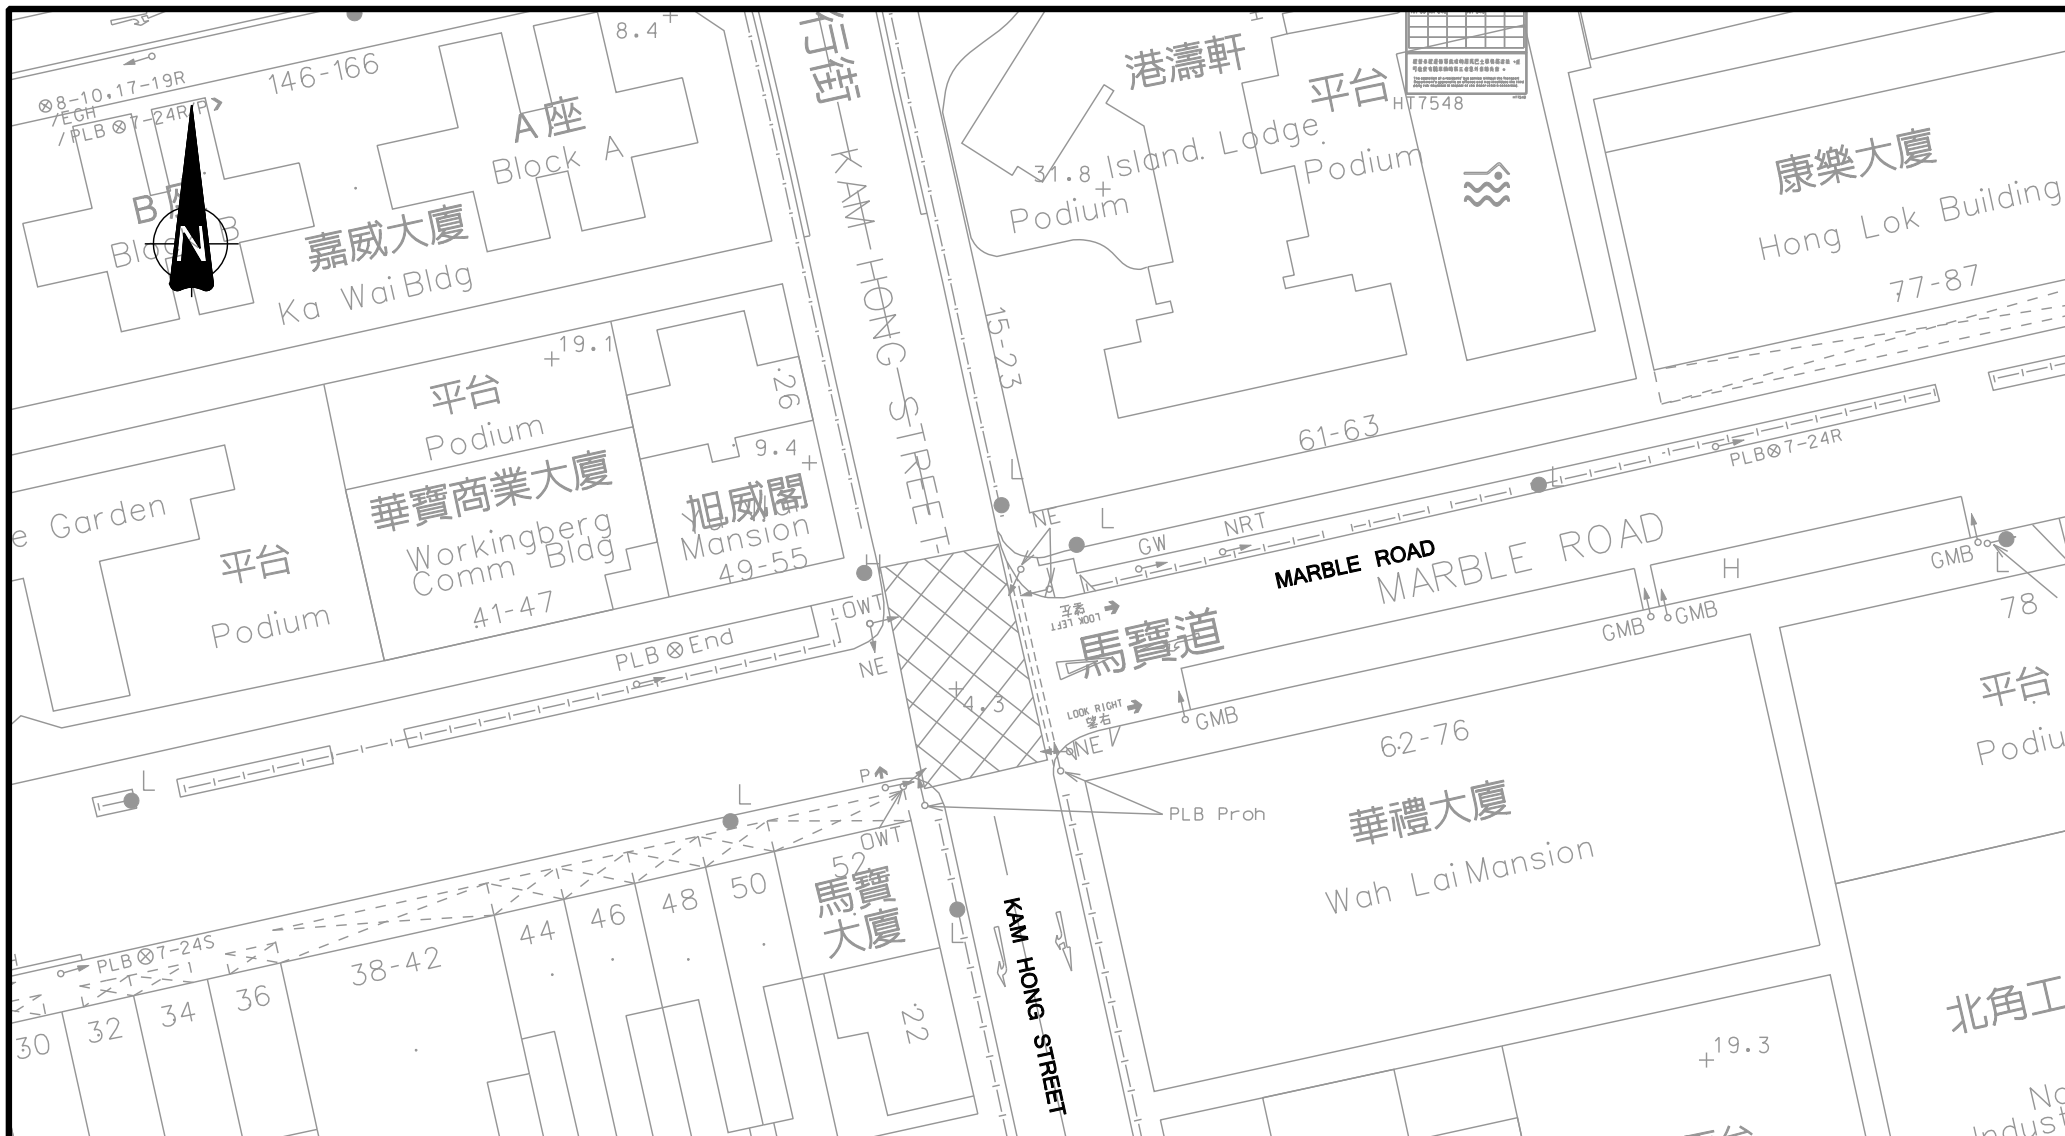 8.4
行街
港濤軒
平台
HT7548
⊗8-10,17-19R
/EGH
/PLB ⊗7-24R P
146-166
A座
Block A
31.8
Island. Lodge
Podium
Podium
康樂大廈
Hong Lok Building
77-87
B
N
嘉威大廈
Ka Wai Bldg
KAM HONG STREET
15-23
平台
19.1
Podium
26
9.4
61-63
PLB⊗7-24R
華寶商業大廈
Workingberg
Comm Bldg
41-47
旭威閣
Mansion
49-55
e Garden
平台
Podium
L
NE
L
GW
NRT
L
MARBLE ROAD
MARBLE ROAD
H
GMB
L
78
L
OWT
NE
PLB ⊗ End
望左
LOOK LEFT
馬寶道
GMB
GMB
4.3
LOOK RIGHT
望右
NE
GMB
62-76
平台
Podiu
L
L
P
OWT
PLB Proh
華禮大廈
Wah Lai Mansion
52
馬寶
大廈
50
48
46
44
38-42
36
34
32
30
H
PLB ⊗7-24S
L
KAM HONG STREET
22
19.3
北角工
No
Indust
平台